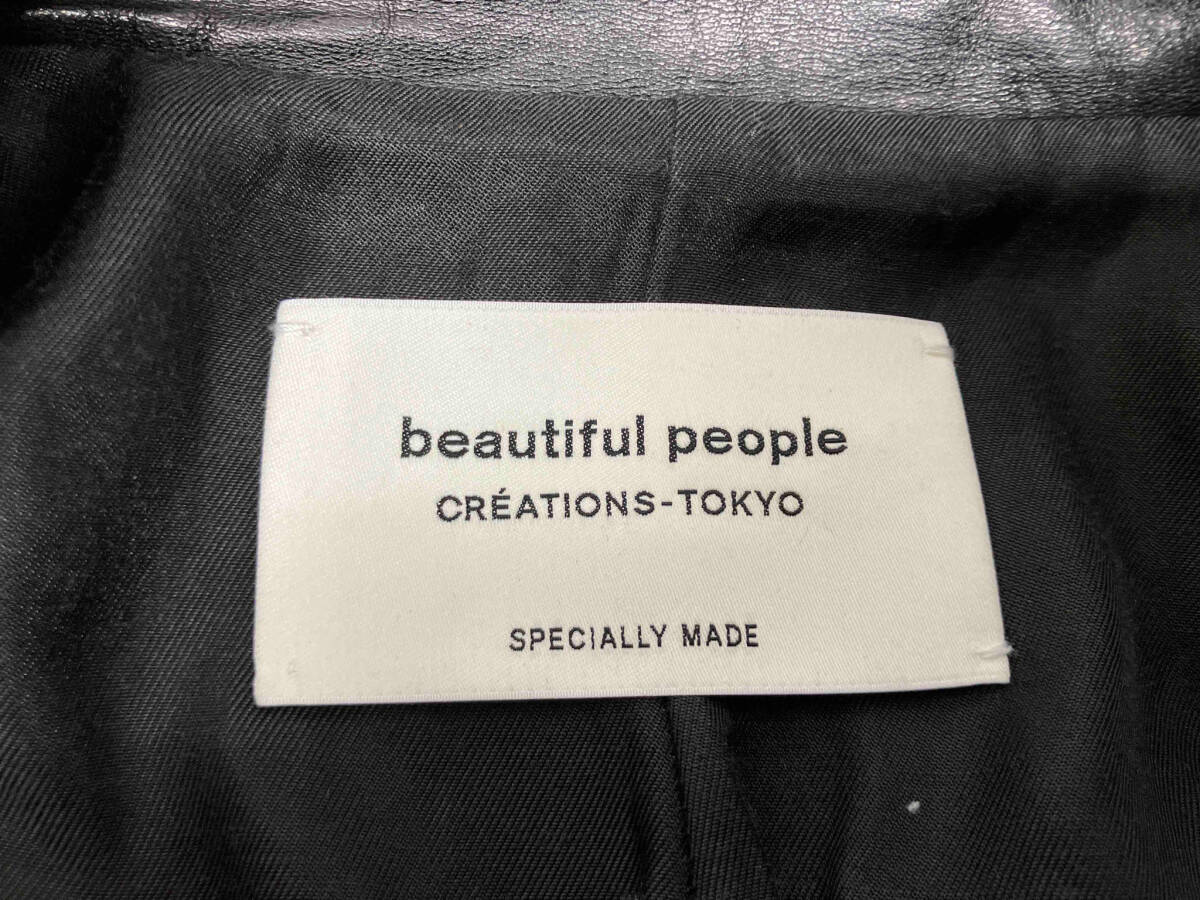 beautiful people
CRÉATIONS-TOKYO
SPECIALLY MADE